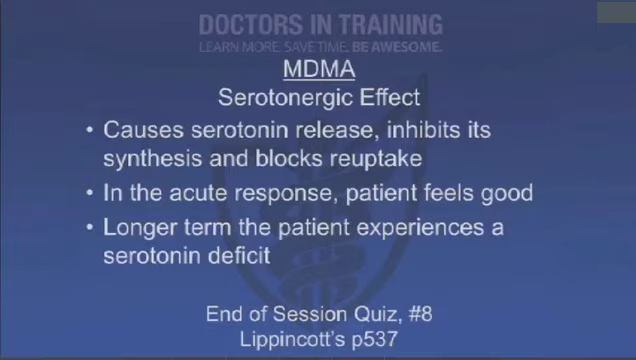 DOCTORS IN TRAINING
LEARN MORE. SAVE TIME. BE AWESOME.
MDMA
Serotonergic Effect
• Causes serotonin release, inhibits its
synthesis and blocks reuptake
• In the acute response, patient feels good
• Longer term the patient experiences a
serotonin deficit
End of Session Quiz, #8
Lippincott's p537